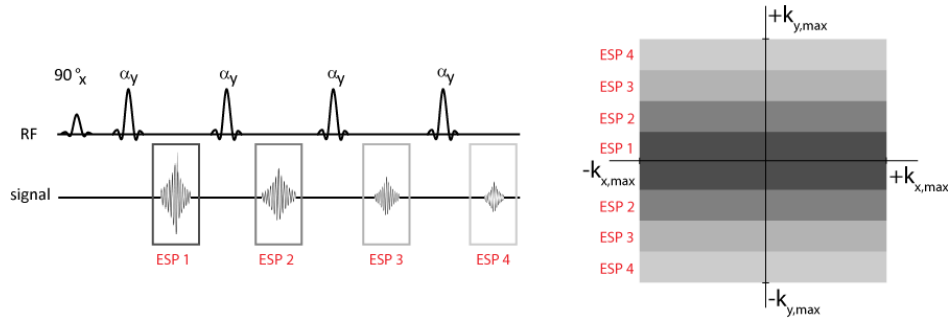 90°x αy αy αy αy
RF
signal
ESP 1 ESP 2 ESP 3 ESP 4
+ky,max
ESP 4
ESP 3
ESP 2
ESP 1
-kx,max +kx,max
ESP 2
ESP 3
ESP 4
-ky,max